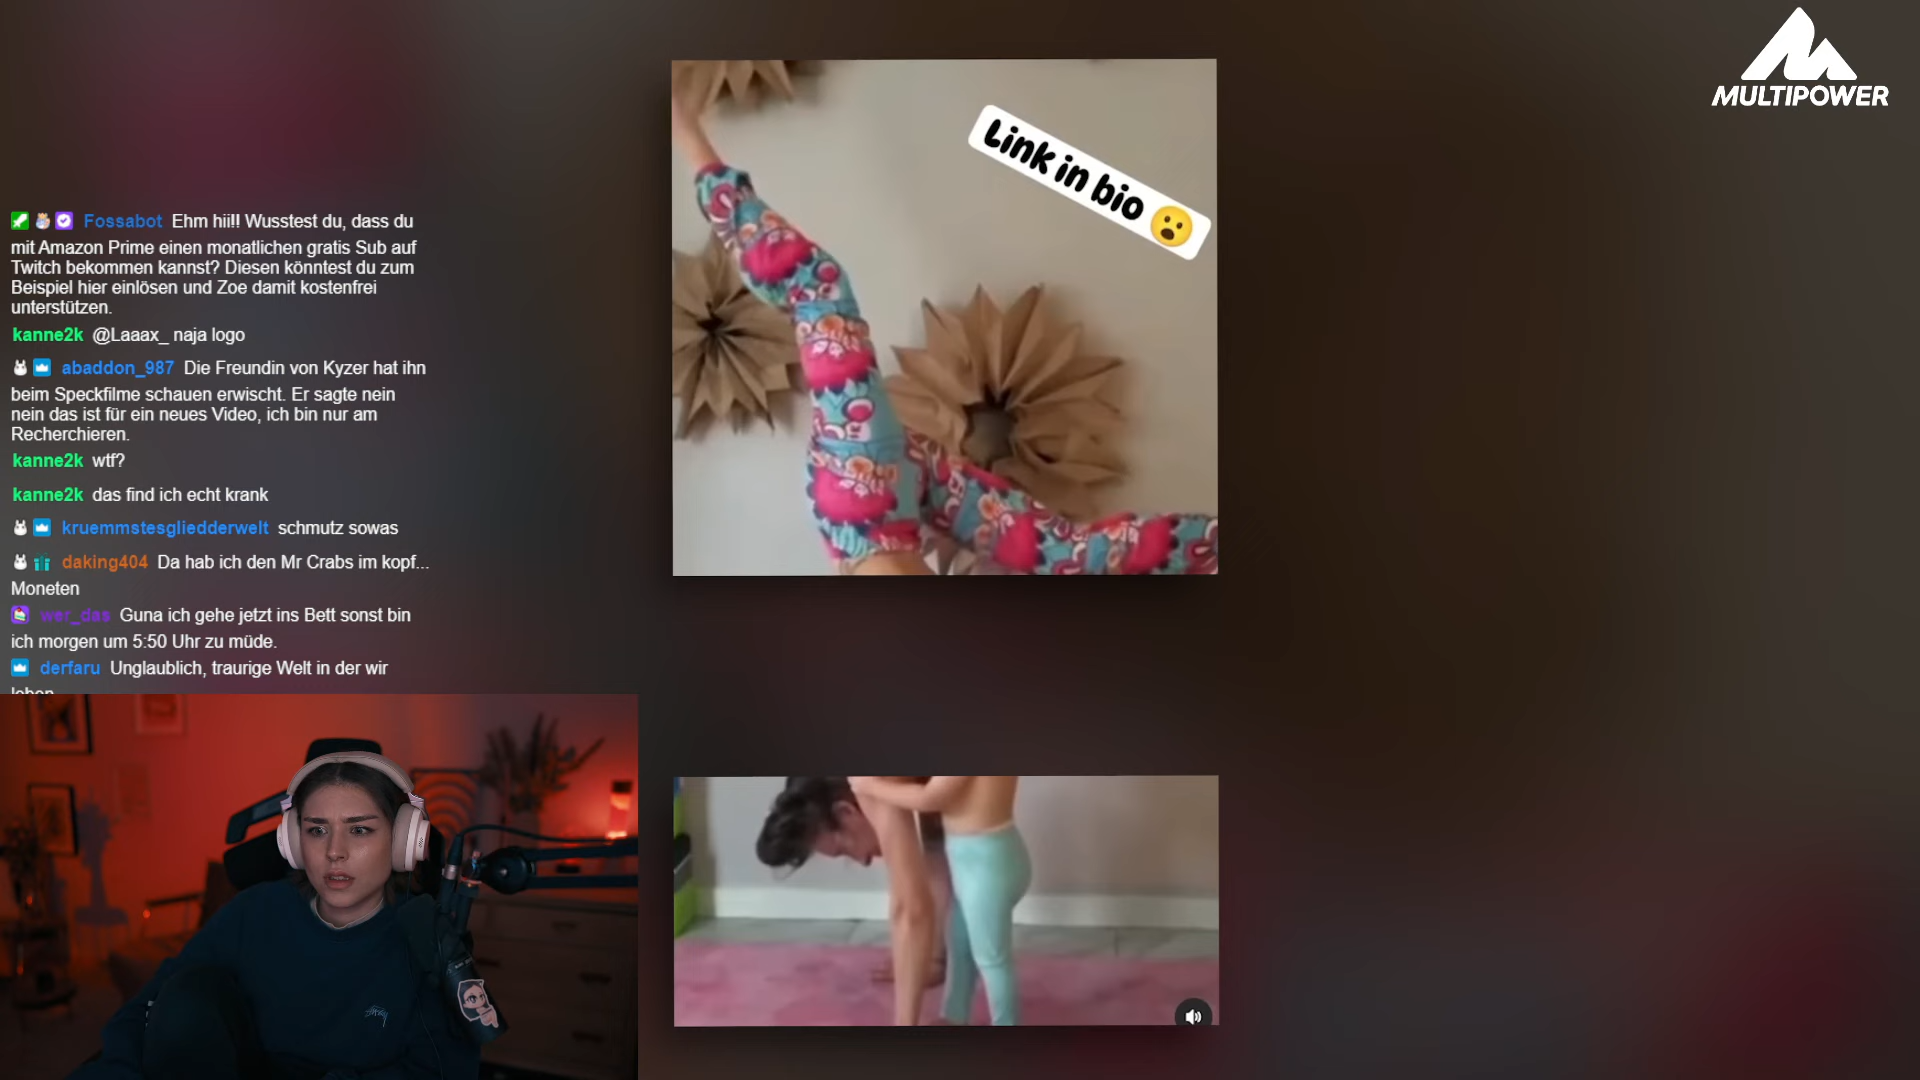 MULTIPOWER
Link in bio
Fossabot Ehm hii!! Wusstest du, dass du
mit Amazon Prime einen monatlichen gratis Sub auf
Twitch bekommen kannst? Diesen könntest du zum
Beispiel hier einlösen und Zoe damit kostenfrei
unterstützen.
kanne2k @Laaax_ naja logo
abaddon_987 Die Freundin von Kyzer hat ihn
beim Speckfilme schauen erwischt. Er sagte nein
nein das ist für ein neues Video, ich bin nur am
Recherchieren.
kanne2k wtf?
kanne2k das find ich echt krank
kruemmstesgliedderwelt schmutz sowas
daking404 Da hab ich den Mr Crabs im kopf...
Moneten
wer_das Guna ich gehe jetzt ins Bett sonst bin
ich morgen um 5:50 Uhr zu müde.
derfaru Unglaublich, traurige Welt in der wir
leben